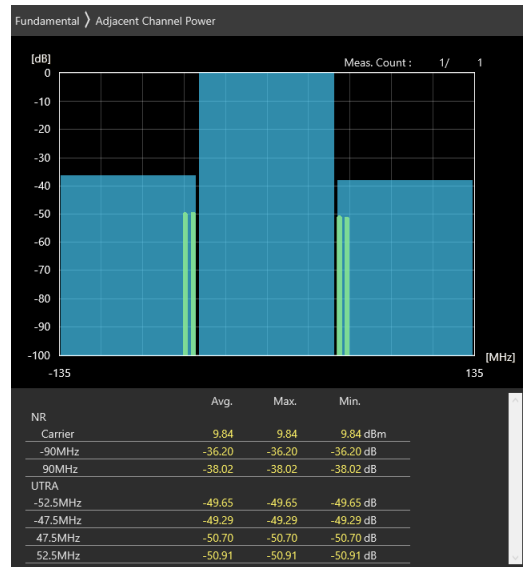 Fundamental ❭ Adjacent Channel Power
[dB]
Meas. Count : 1/ 1
0
-10
-20
-30
-40
-50
-60
-70
-80
-90
-100
[MHz]
-135 135
Avg. Max. Min.
NR
Carrier 9.84 9.84 9.84 dBm
-90MHz -36.20 -36.20 -36.20 dB
90MHz -38.02 -38.02 -38.02 dB
UTRA
-52.5MHz -49.65 -49.65 -49.65 dB
-47.5MHz -49.29 -49.29 -49.29 dB
47.5MHz -50.70 -50.70 -50.70 dB
52.5MHz -50.91 -50.91 -50.91 dB